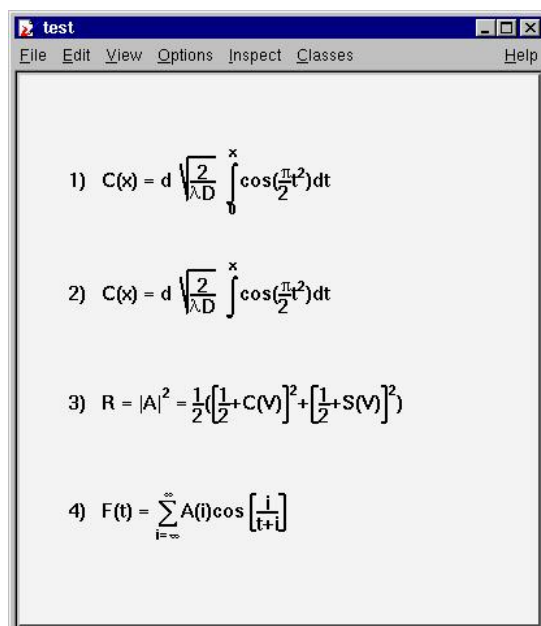 test
File Edit View Options Inspect Classes Help
1) C(x) = d √(2/λD) ∫₀ˣ cos(π/2 t²)dt
2) C(x) = d √(2/λD) ∫ˣ cos(π/2 t²)dt
3) R = |A|² = 1/2([1/2+C(V)]²+[1/2+S(V)]²)
4) F(t) = ∑_{i=∞}^{∞} A(i)cos[i/t+i]